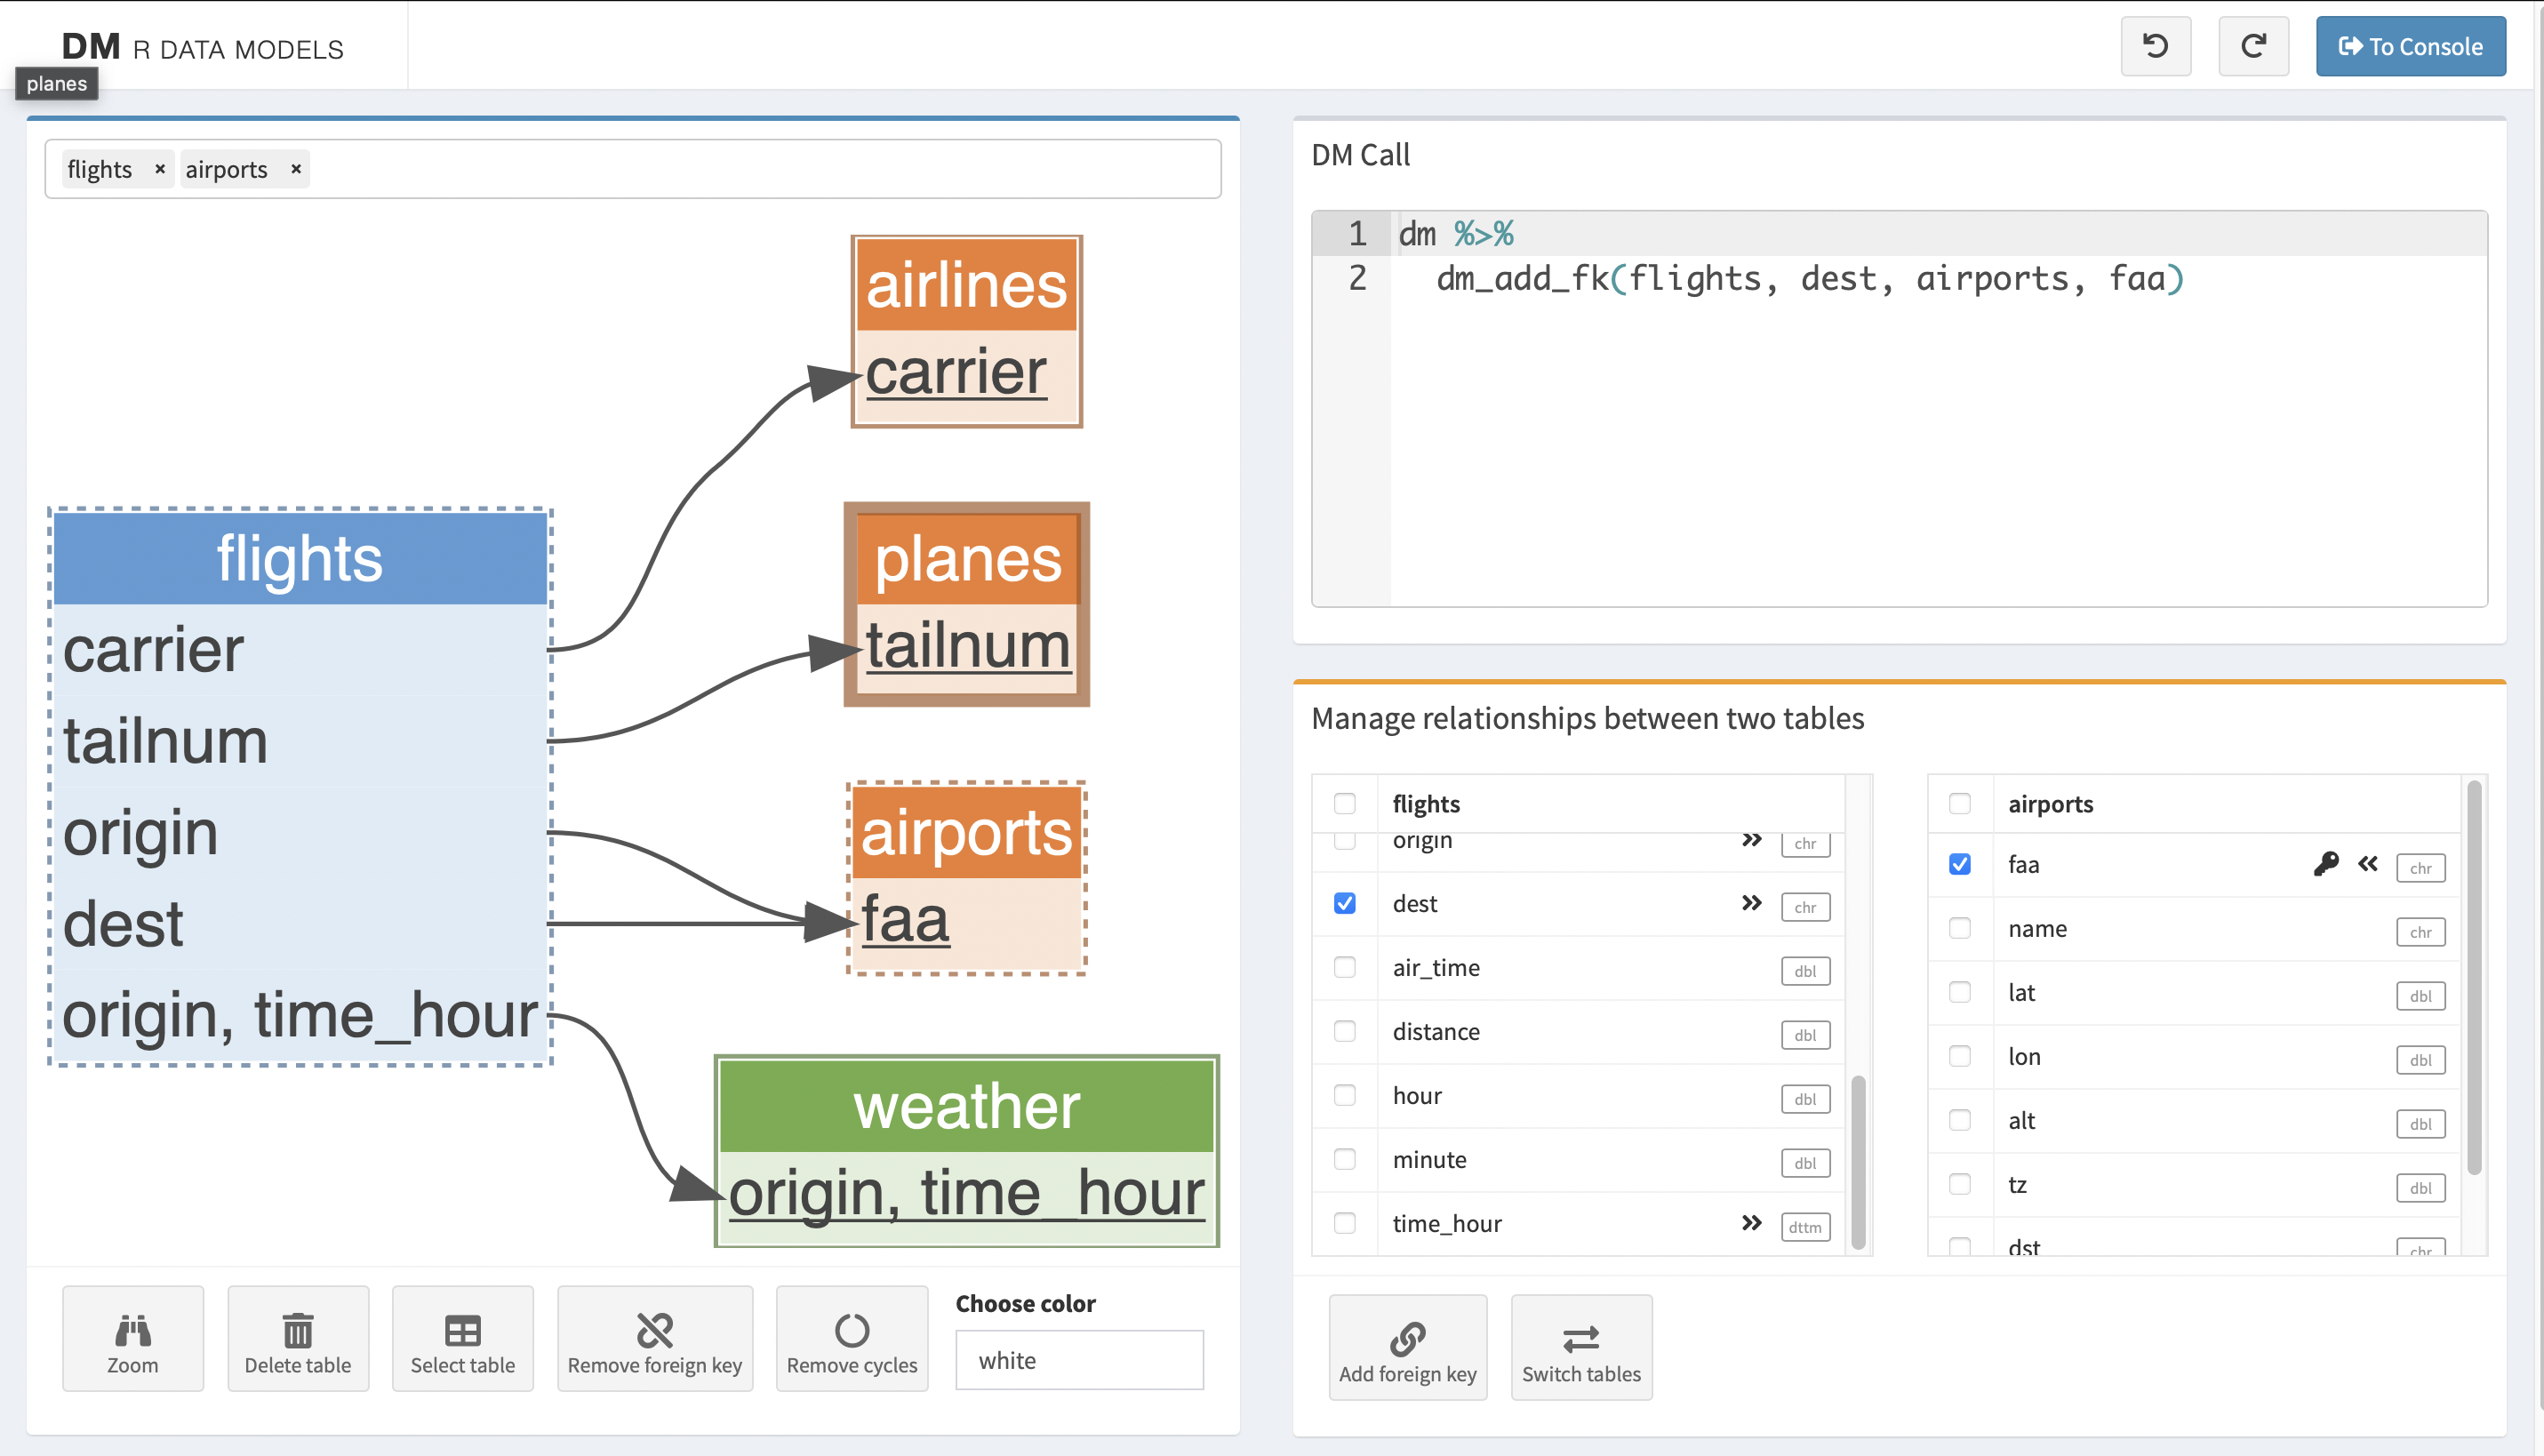 DM R DATA MODELS
To Console
planes
flights × airports ×
airlines
carrier
planes
tailnum
flights
carrier
tailnum
origin
dest
origin, time_hour
airports
faa
weather
origin, time_hour
Zoom
Delete table
Select table
Remove foreign key
Remove cycles
Choose color
white
DM Call
1 dm %>%
2 dm_add_fk(flights, dest, airports, faa)
Manage relationships between two tables
flights
origin » chr
dest » chr
air_time dbl
distance dbl
hour dbl
minute dbl
time_hour » dttm
airports
faa « chr
name chr
lat dbl
lon dbl
alt dbl
tz dbl
dst chr
Add foreign key
Switch tables